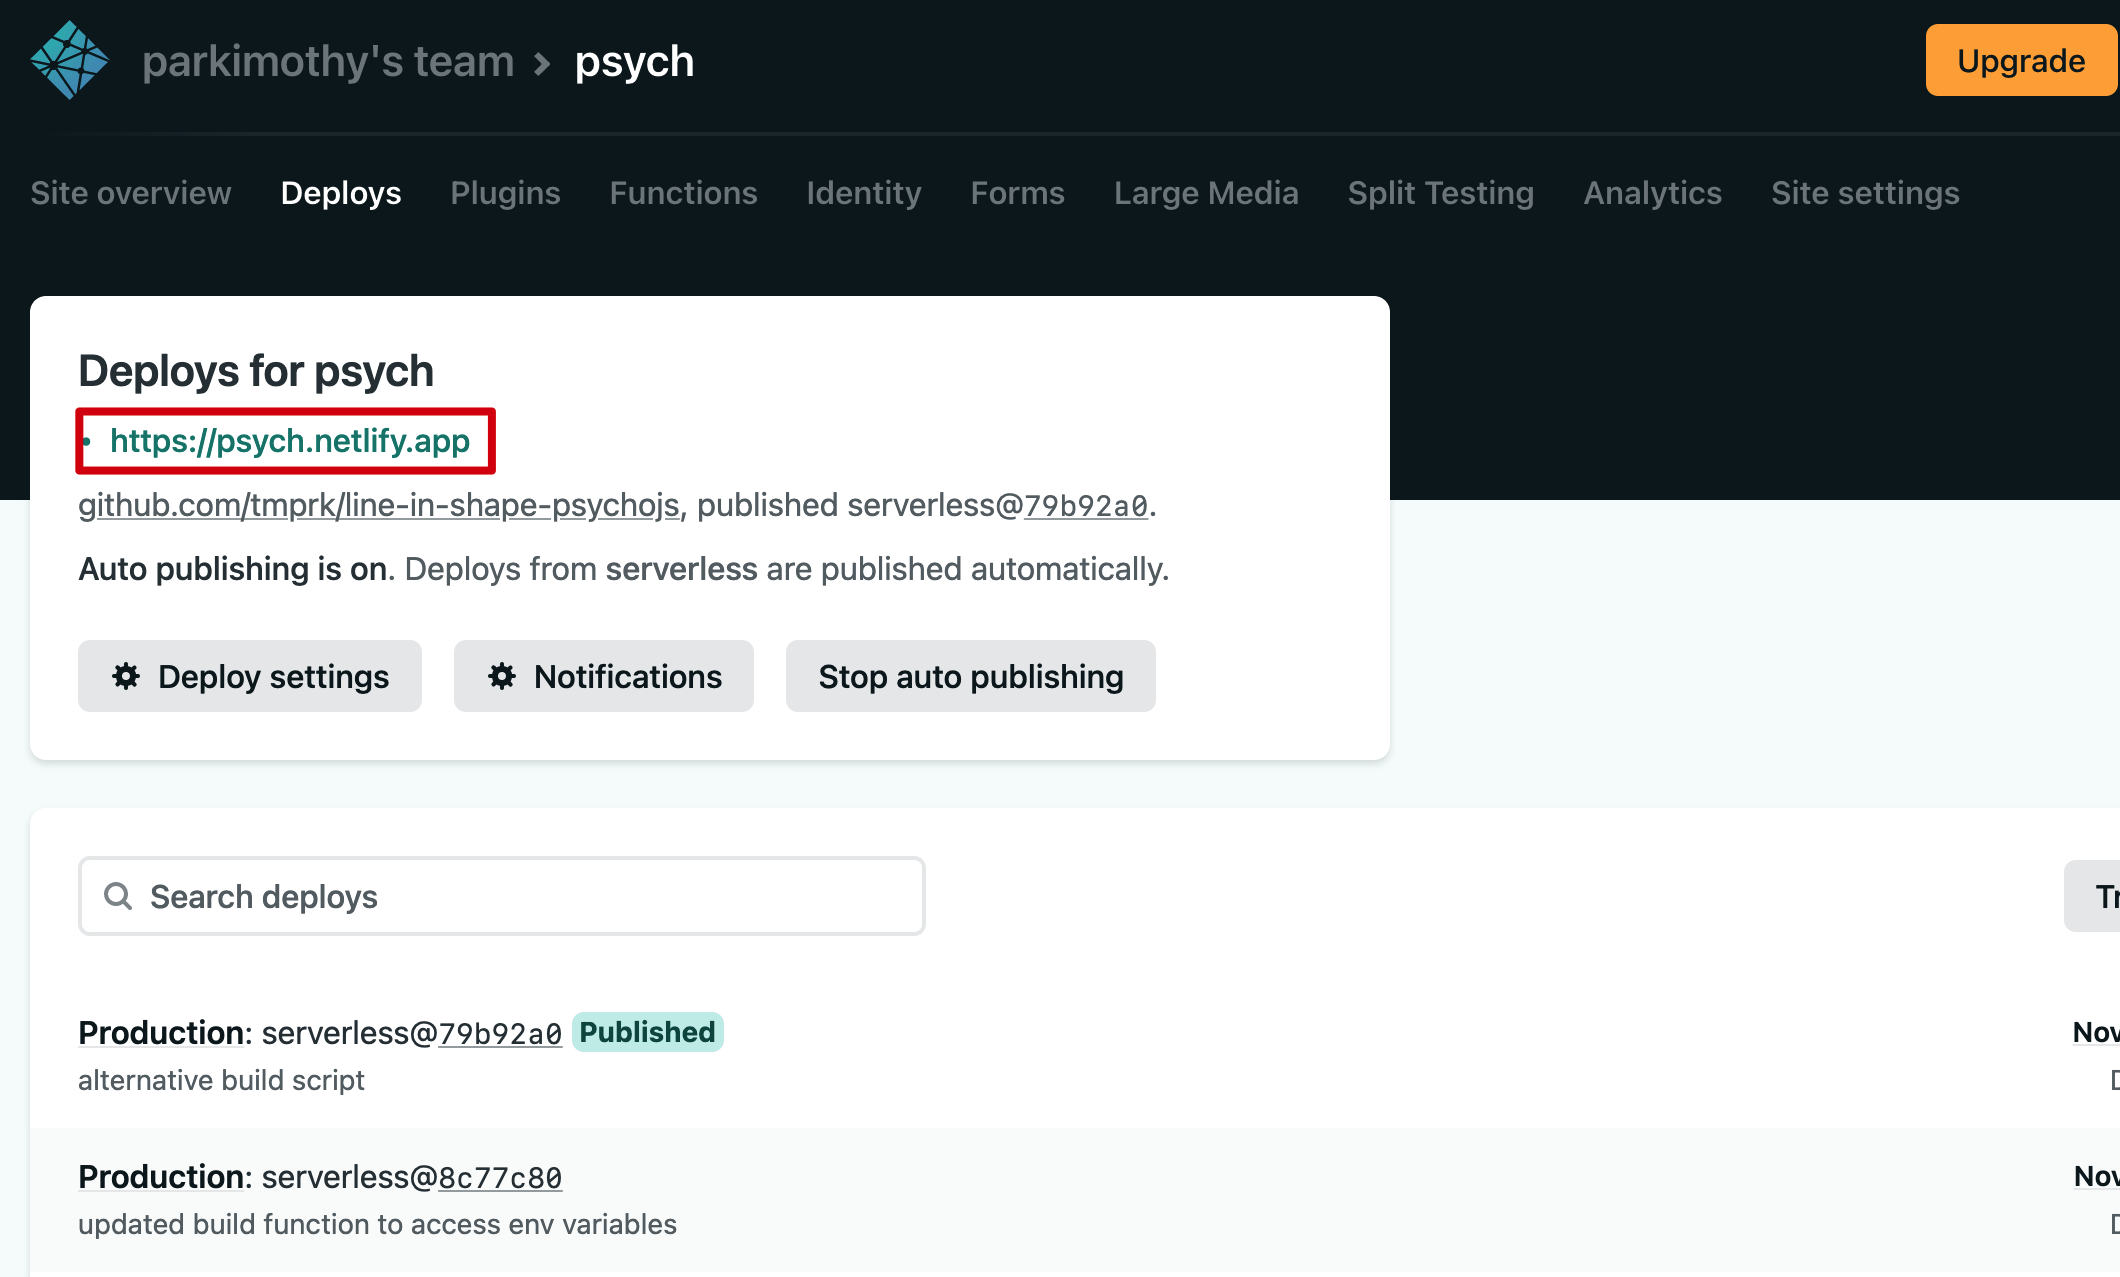 parkimothy's team > psych
Upgrade
Site overview Deploys Plugins Functions Identity Forms Large Media Split Testing Analytics Site settings
Deploys for psych
• https://psych.netlify.app
github.com/tmprk/line-in-shape-psychojs, published serverless@79b92a0.
Auto publishing is on. Deploys from serverless are published automatically.
Deploy settings Notifications Stop auto publishing
Search deploys
Production: serverless@79b92a0 Published
Nov
alternative build script
Production: serverless@8c77c80
Nov
updated build function to access env variables